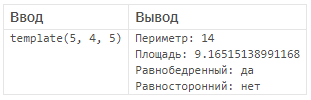 Ввод
Вывод
template(5, 4, 5)
Периметр: 14
Площадь: 9.16515138991168
Равнобедренный: да
Равносторонний: нет